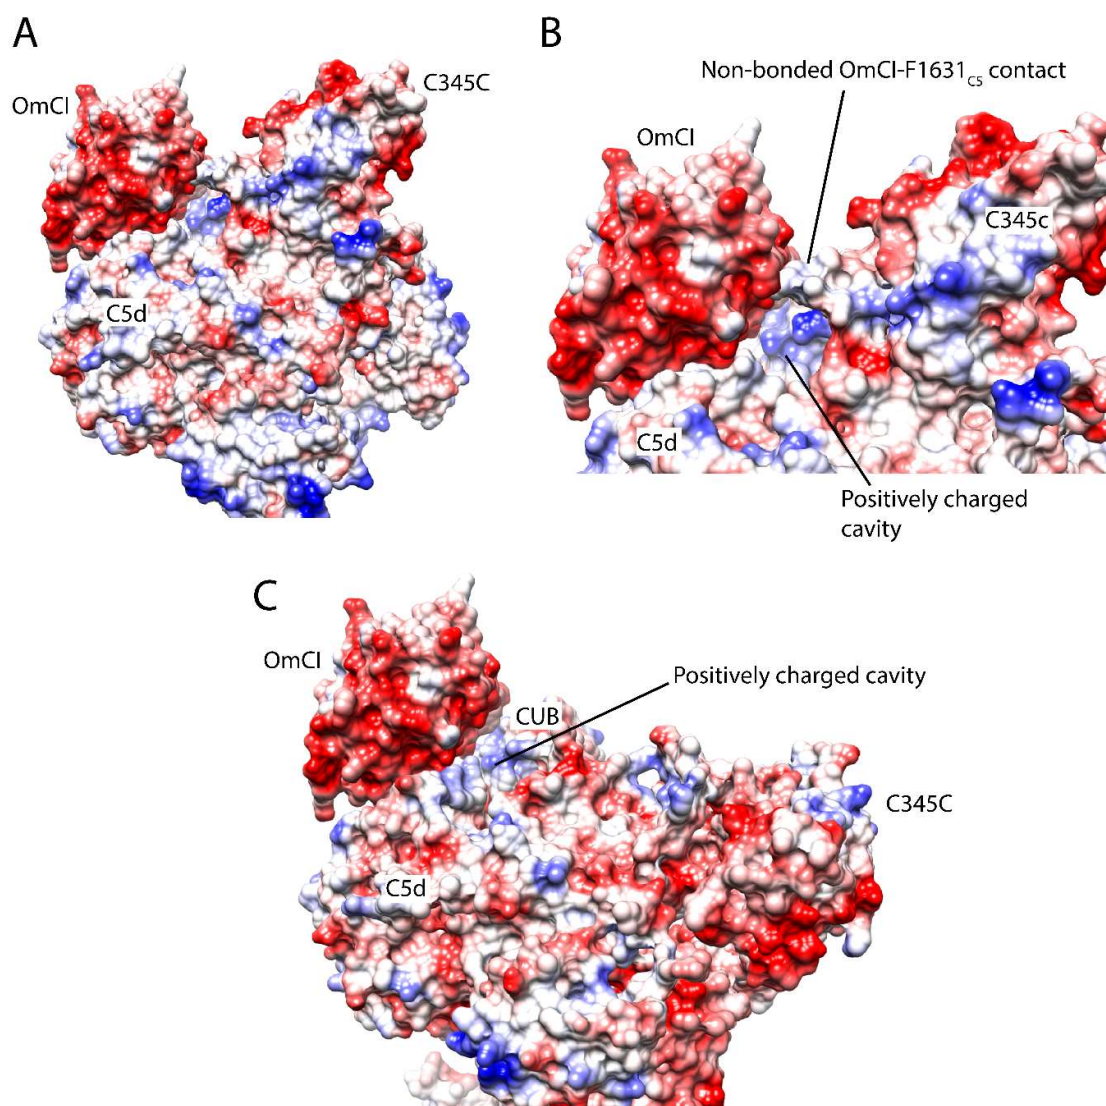 A
OmCI
C345C
C5d
B
Non-bonded OmCI-F1631C5 contact
OmCI
C345c
C5d
Positively charged
cavity
C
OmCI
Positively charged cavity
CUB
C345C
C5d